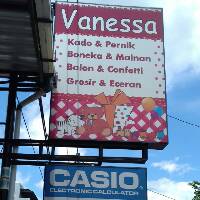 Vanessa
Kado & Pernik
Boneka & Mainan
Balon & Confetti
Grosir & Eceran
CASIO
ELECTRONIC CALCULATOR